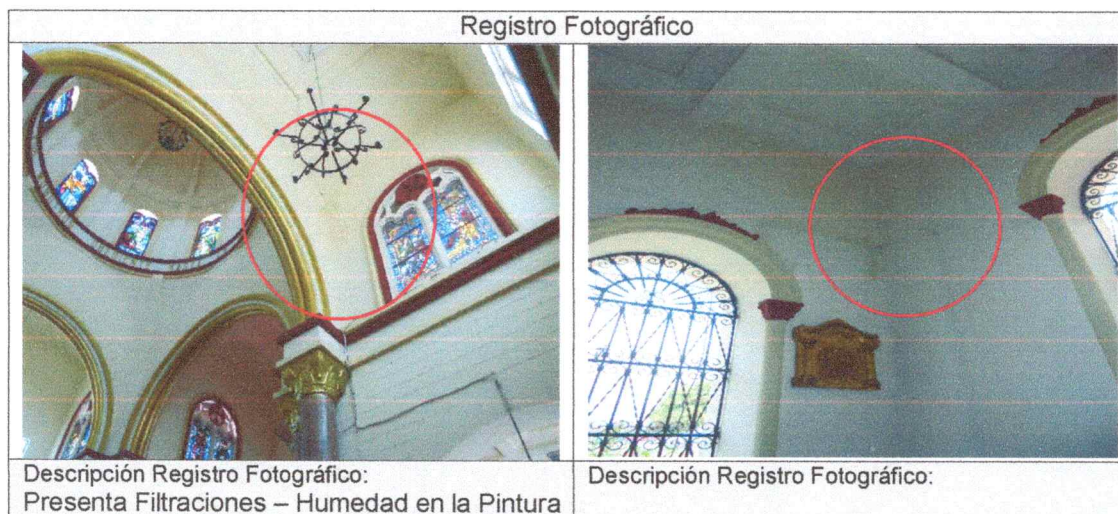 Registro Fotográfico
Descripción Registro Fotográfico:
Presenta Filtraciones – Humedad en la Pintura
Descripción Registro Fotográfico: